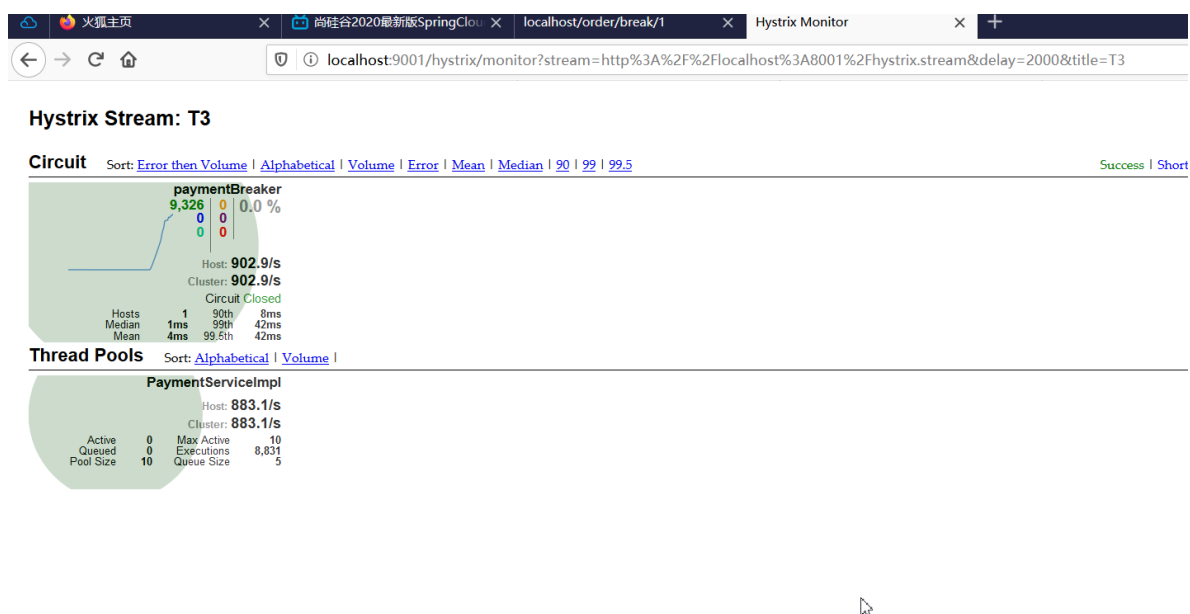 火狐主页
尚硅谷2020最新版SpringClou
localhost/order/break/1
Hystrix Monitor
localhost:9001/hystrix/monitor?stream=http%3A%2F%2Flocalhost%3A8001%2Fhystrix.stream&delay=2000&title=T3
Hystrix Stream: T3
Circuit Sort: Error then Volume | Alphabetical | Volume | Error | Mean | Median | 90 | 99 | 99.5 Success | Short
paymentBreaker
9,326 | 0 | 0.0 %
0 | 0
0 | 0
Host: 902.9/s
Cluster: 902.9/s
Circuit Closed
Hosts 1 90th 8ms
Median 1ms 99th 42ms
Mean 4ms 99.5th 42ms
Thread Pools Sort: Alphabetical | Volume |
PaymentServiceImpl
Host: 883.1/s
Cluster: 883.1/s
Active 0 Max Active 10
Queued 0 Executions 8,831
Pool Size 10 Queue Size 5